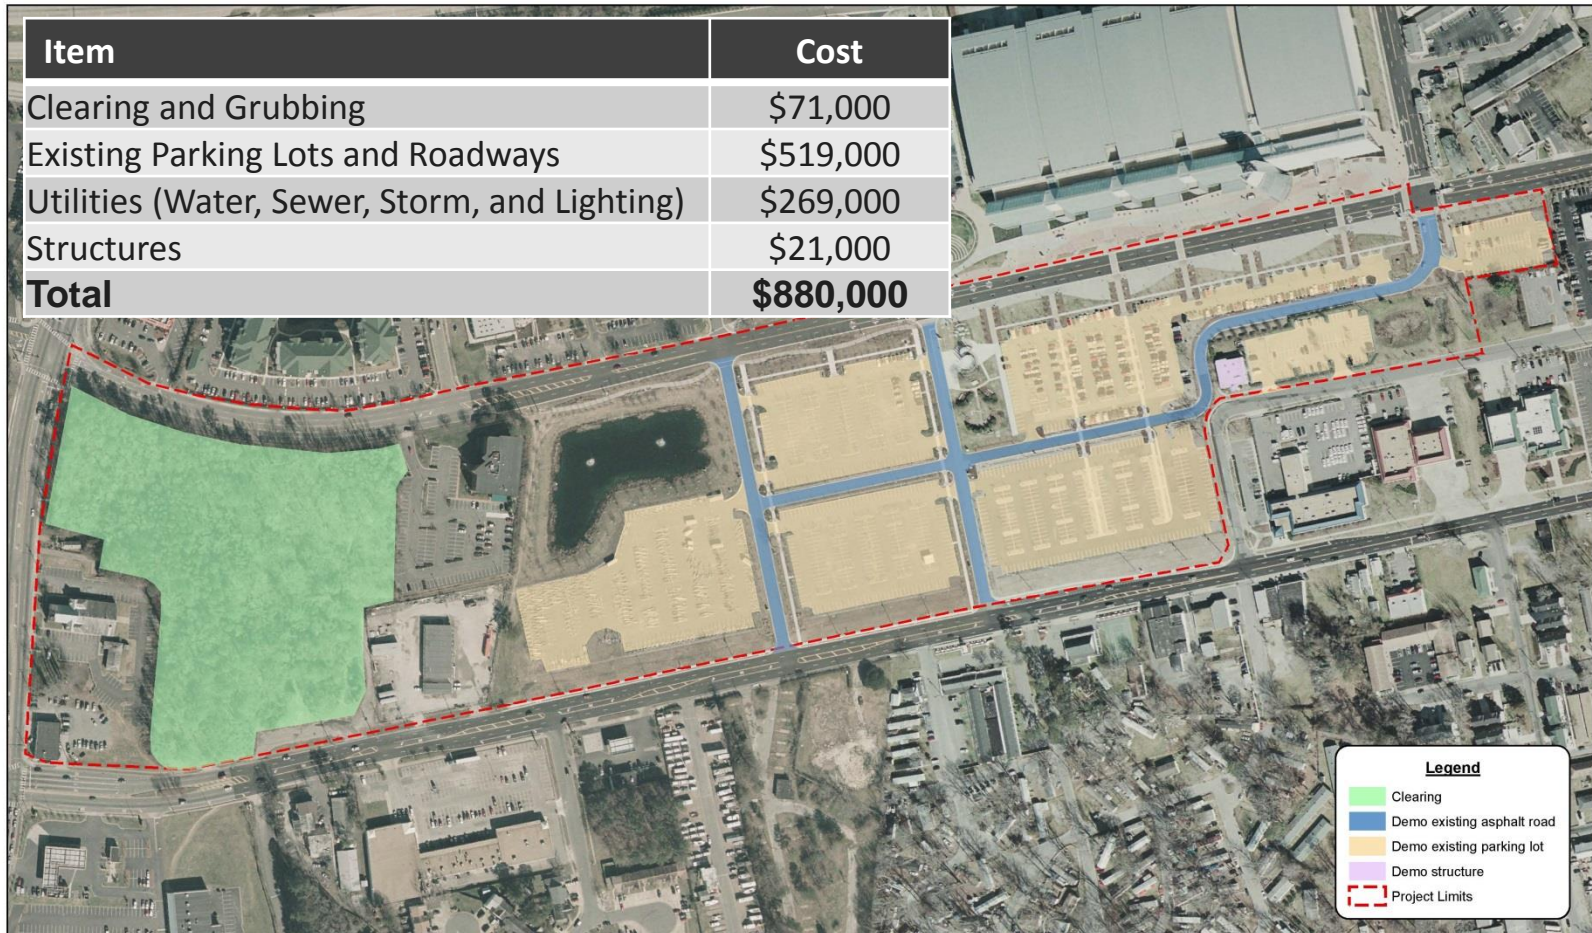 Item Cost
Clearing and Grubbing $71,000
Existing Parking Lots and Roadways $519,000
Utilities (Water, Sewer, Storm, and Lighting) $269,000
Structures $21,000
Total $880,000
Legend
Clearing
Demo existing asphalt road
Demo existing parking lot
Demo structure
Project Limits